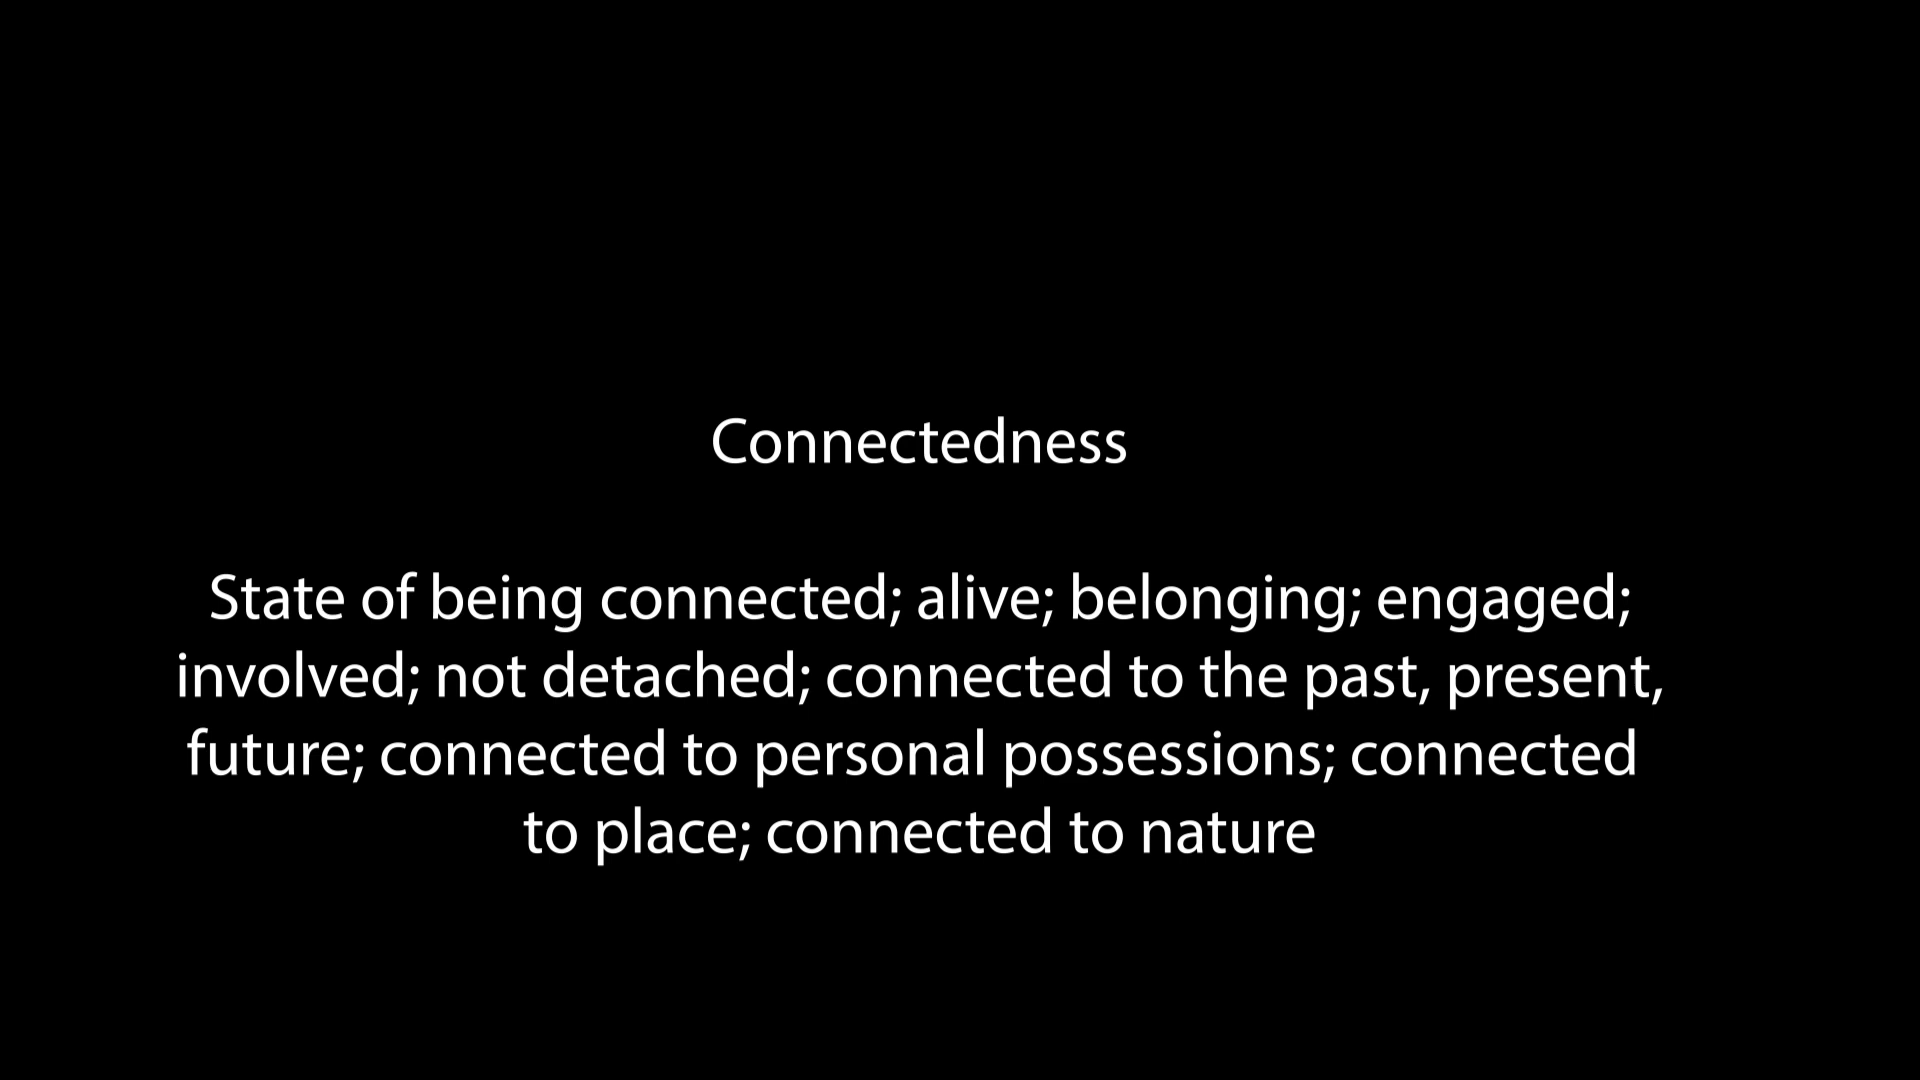 Connectedness
State of being connected; alive; belonging; engaged;
involved; not detached; connected to the past, present,
future; connected to personal possessions; connected
to place; connected to nature